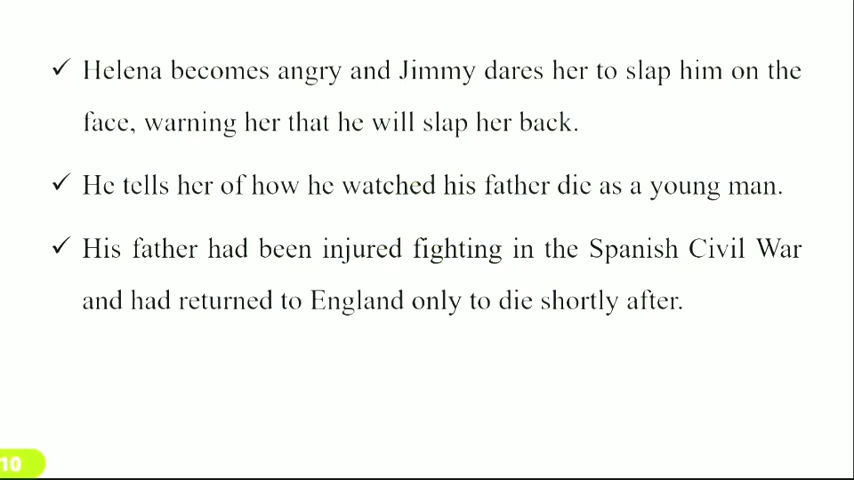 ✓ Helena becomes angry and Jimmy dares her to slap him on the
face, warning her that he will slap her back.
✓ He tells her of how he watched his father die as a young man.
✓ His father had been injured fighting in the Spanish Civil War
and had returned to England only to die shortly after.
10